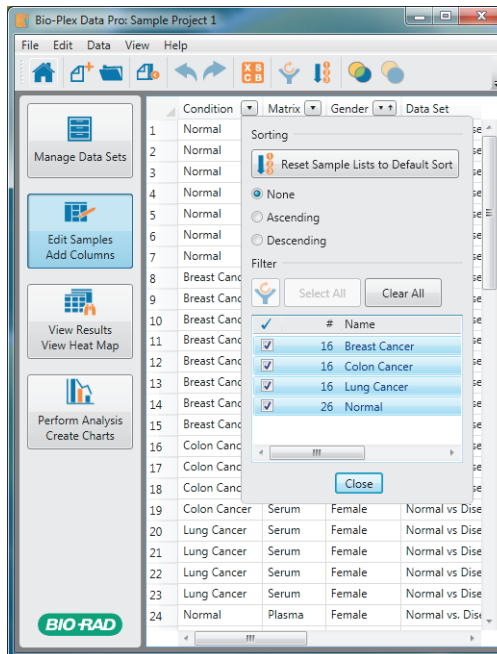 Bio-Plex Data Pro: Sample Project 1
File Edit Data View Help
X S
C B
Condition Matrix Gender Data Set
Manage Data Sets
Edit Samples
Add Columns
View Results
View Heat Map
Perform Analysis
Create Charts
BIO-RAD
1 Normal
2 Normal
3 Normal
4 Normal
5 Normal
6 Normal
7 Normal
8 Breast Canc
9 Breast Canc
10 Breast Canc
11 Breast Canc
12 Breast Canc
13 Breast Canc
14 Breast Canc
15 Breast Canc
16 Colon Canc
17 Colon Canc
18 Colon Canc
19 Colon Cancer Serum Female Normal vs Dise
20 Lung Cancer Serum Female Normal vs Dise
21 Lung Cancer Serum Female Normal vs Dise
22 Lung Cancer Serum Female Normal vs Dise
23 Lung Cancer Serum Female Normal vs Dise
24 Normal Plasma Female Normal vs. Dise
Sorting
Reset Sample Lists to Default Sort
None
Ascending
Descending
Filter
Select All Clear All
# Name
16 Breast Cancer
16 Colon Cancer
16 Lung Cancer
26 Normal
Close